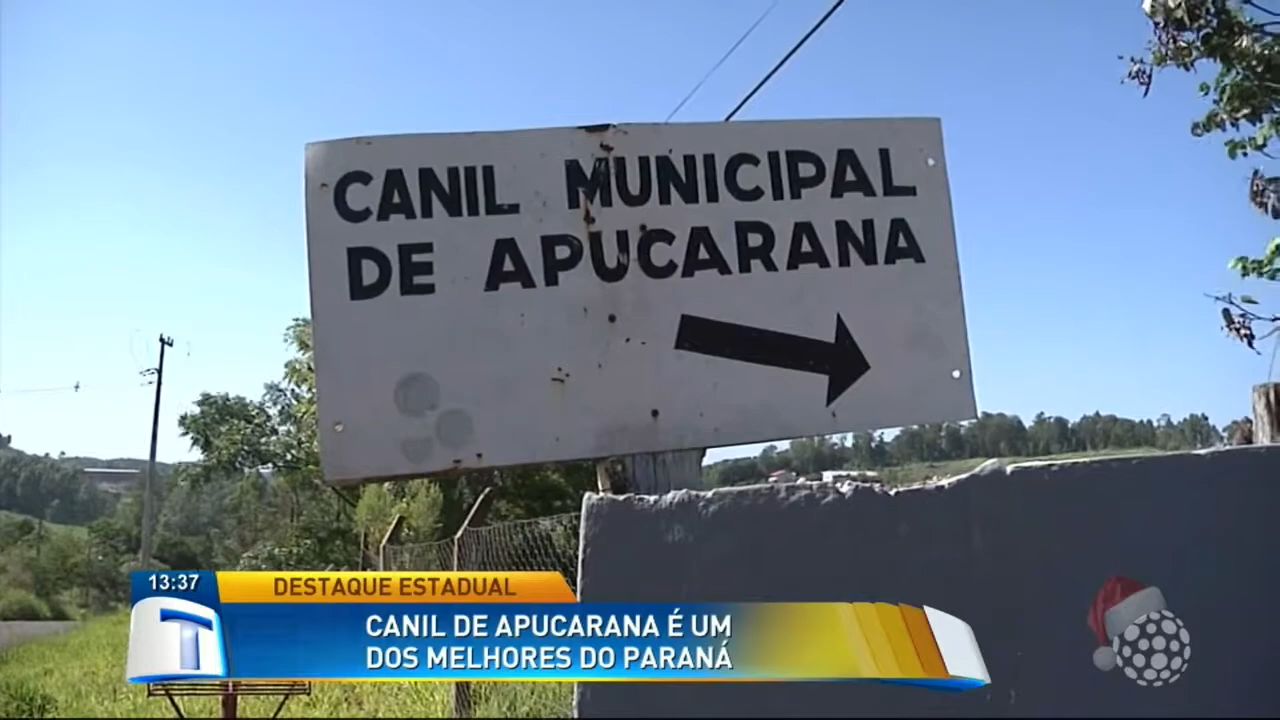 CANIL MUNICIPAL
DE APUCARANA
13:37
DESTAQUE ESTADUAL
T
CANIL DE APUCARANA É UM
DOS MELHORES DO PARANÁ